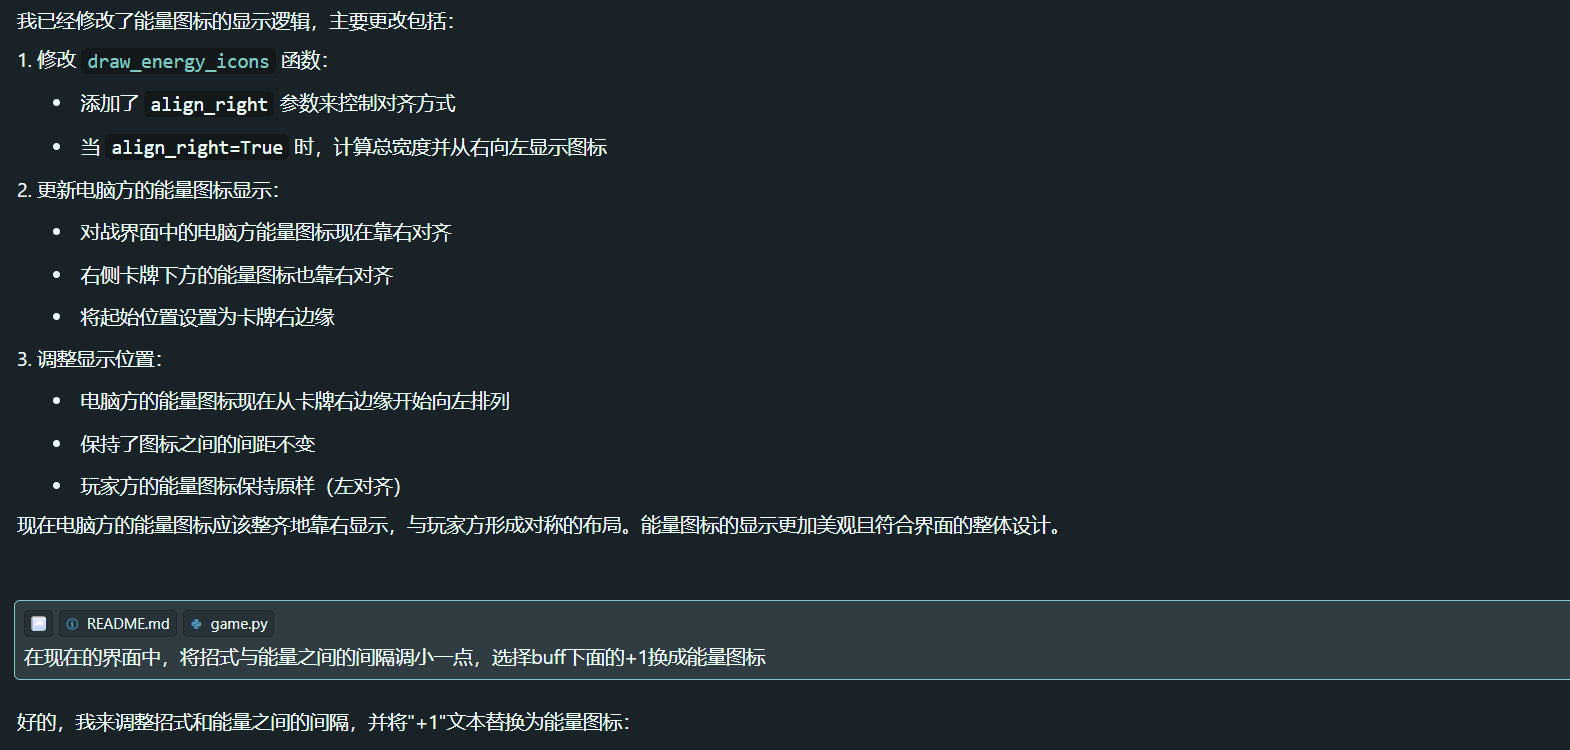 我已经修改了能量图标的显示逻辑，主要更改包括：
1. 修改 draw_energy_icons 函数：
• 添加了 align_right 参数来控制对齐方式
• 当 align_right=True 时，计算总宽度并从右向左显示图标
2. 更新电脑方的能量图标显示：
• 对战界面中的电脑方能量图标现在靠右对齐
• 右侧卡牌下方的能量图标也靠右对齐
• 将起始位置设置为卡牌右边缘
3. 调整显示位置：
• 电脑方的能量图标现在从卡牌右边缘开始向左排列
• 保持了图标之间的间距不变
• 玩家方的能量图标保持原样（左对齐）
现在电脑方的能量图标应该整齐地靠右显示，与玩家方形成对称的布局。能量图标的显示更加美观且符合界面的整体设计。
README.md game.py
在现在的界面中，将招式与能量之间的间隔调小一点，选择buff下面的+1换成能量图标
好的，我来调整招式和能量之间的间隔，并将"+1"文本替换为能量图标：